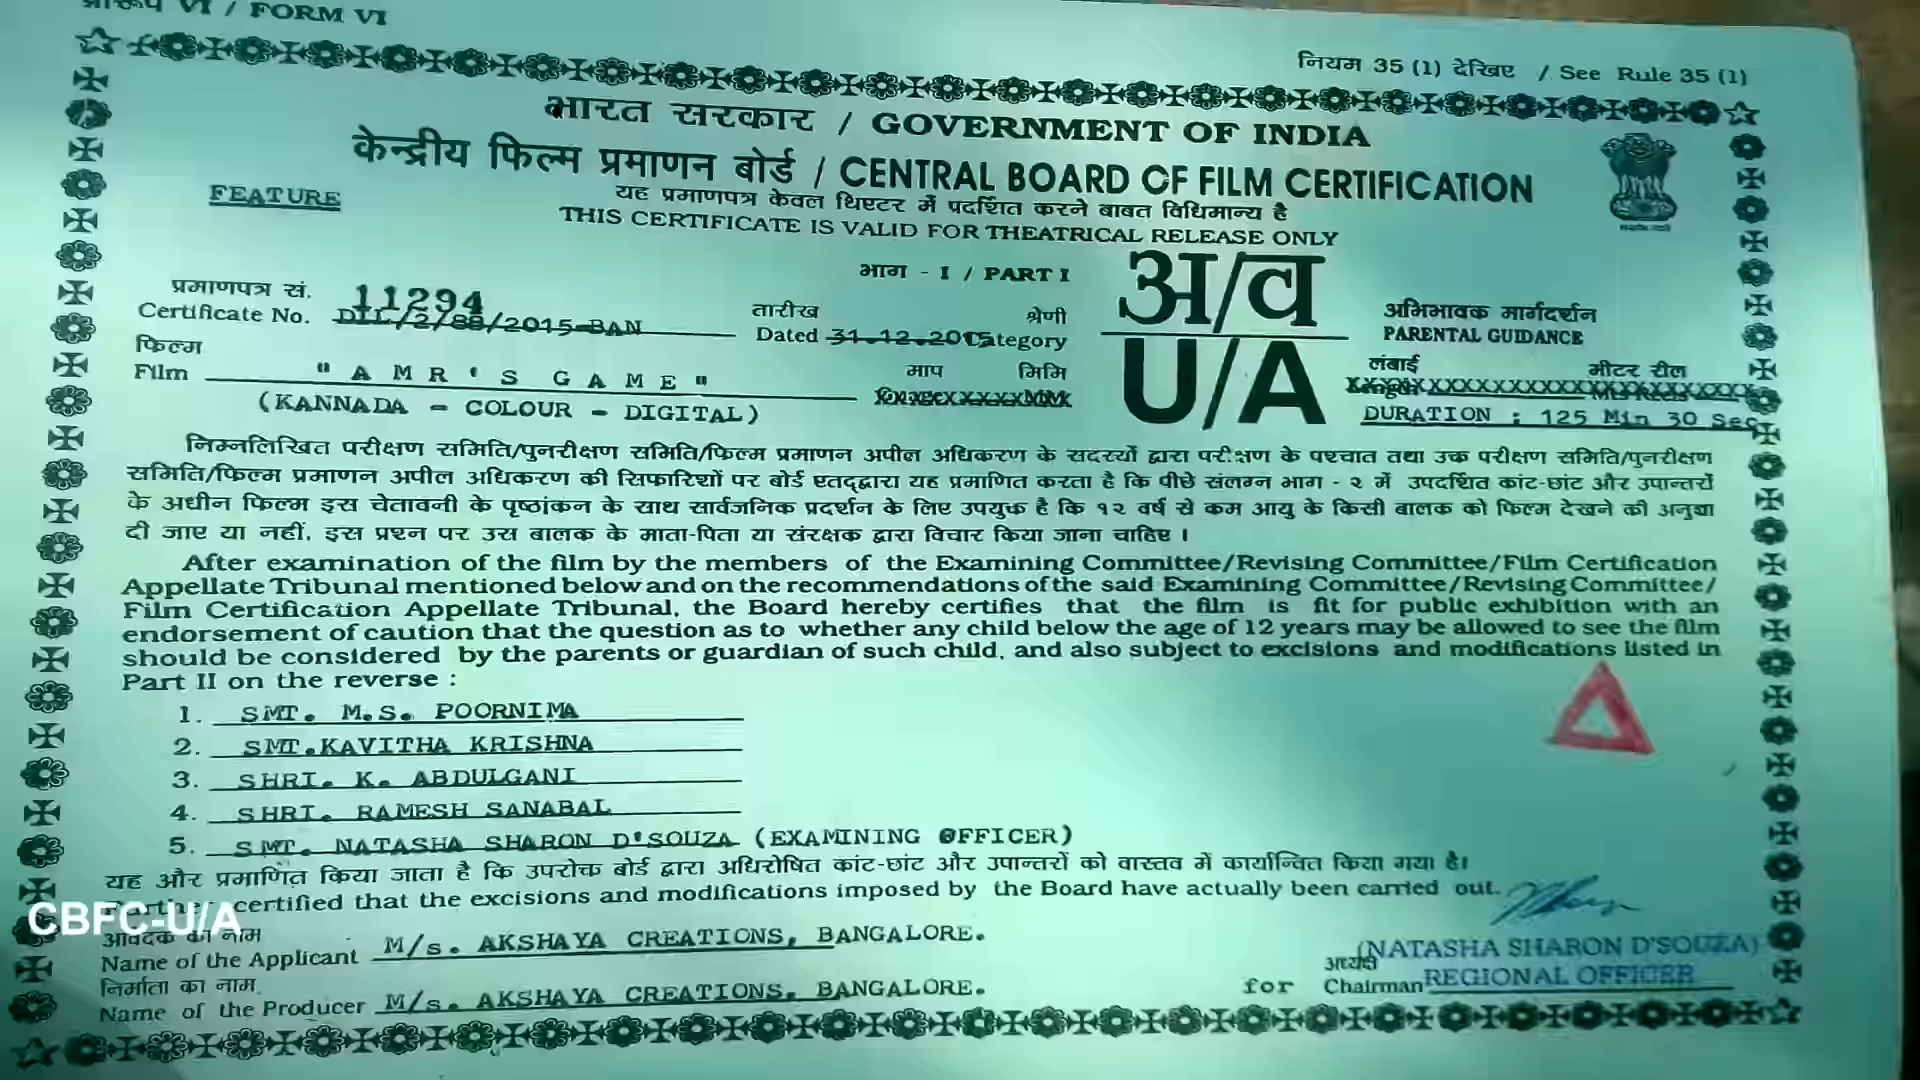 प्रारूप VI / FORM VI
नियम 35 (1) देखिए / See Rule 35 (1)
भारत सरकार / GOVERNMENT OF INDIA
केन्द्रीय फिल्म प्रमाणन बोर्ड / CENTRAL BOARD OF FILM CERTIFICATION
FEATURE
यह प्रमाणपत्र केवल थिएटर में प्रदर्शित करने बाबत विधिमान्य है
THIS CERTIFICATE IS VALID FOR THEATRICAL RELEASE ONLY
भाग - I / PART I
अ/व
U/A
प्रमाणपत्र सं. 11294
Certificate No. DIL/2/88/2015-BAN
तारीख
Dated 31.12.2015
श्रेणी
Category
अभिभावक मार्गदर्शन
PARENTAL GUIDANCE
फिल्म
Film "AMR'S GAME"
(KANNADA - COLOUR - DIGITAL)
माप मिमि
लंबाई मीटर रील
DURATION : 125 Min 30 Sec
निम्नलिखित परीक्षण समिति/पुनरीक्षण समिति/फिल्म प्रमाणन अपील अधिकरण के सदस्यों द्वारा परीक्षण के पश्चात तथा उक्त परीक्षण समिति/पुनरीक्षण
समिति/फिल्म प्रमाणन अपील अधिकरण की सिफारिशों पर बोर्ड एतद्द्वारा यह प्रमाणित करता है कि पीछे संलग्न भाग - २ में उपदर्शित कांट-छांट और उपान्तरों
के अधीन फिल्म इस चेतावनी के पृष्ठांकन के साथ सार्वजनिक प्रदर्शन के लिए उपयुक्त है कि १२ वर्ष से कम आयु के किसी बालक को फिल्म देखने की अनुज्ञा
दी जाए या नहीं, इस प्रश्न पर उस बालक के माता-पिता या संरक्षक द्वारा विचार किया जाना चाहिए ।
After examination of the film by the members of the Examining Committee/Revising Committee/Film Certification
Appellate Tribunal mentioned below and on the recommendations of the said Examining Committee/Revising Committee/
Film Certification Appellate Tribunal, the Board hereby certifies that the film is fit for public exhibition with an
endorsement of caution that the question as to whether any child below the age of 12 years may be allowed to see the film
should be considered by the parents or guardian of such child, and also subject to excisions and modifications listed in
Part II on the reverse :
1. SMT. M.S. POORNIMA
2. SMT.KAVITHA KRISHNA
3. SHRI. K. ABDULGANI
4. SHRI. RAMESH SANABAL
5. SMT. NATASHA SHARON D'SOUZA (EXAMINING OFFICER)
यह और प्रमाणित किया जाता है कि उपरोक्त बोर्ड द्वारा अधिरोपित कांट-छांट और उपान्तरों को वास्तव में कार्यान्वित किया गया है।
certified that the excisions and modifications imposed by the Board have actually been carried out.
CBFC-U/A
आवेदक का नाम
Name of the Applicant M/s. AKSHAYA CREATIONS, BANGALORE.
निर्माता का नाम
Name of the Producer M/s. AKSHAYA CREATIONS, BANGALORE.
(NATASHA SHARON D'SOUZA)
अध्यक्ष
for Chairman REGIONAL OFFICER